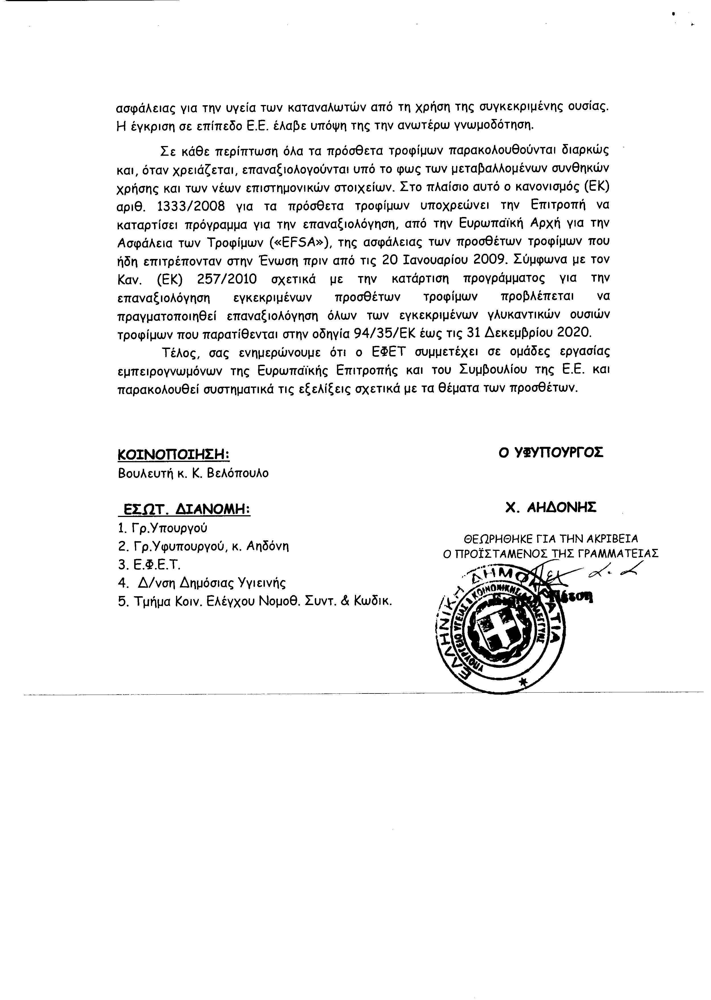 ασφάλειας για την υγεία των καταναλωτών από τη χρήση της συγκεκριμένης ουσίας.
Η έγκριση σε επίπεδο Ε.Ε. έλαβε υπόψη της την ανωτέρω γνωμοδότηση.
Σε κάθε περίπτωση όλα τα πρόσθετα τροφίμων παρακολουθούνται διαρκώς
και, όταν χρειάζεται, επαναξιολογούνται υπό το φως των μεταβαλλομένων συνθηκών
χρήσης και των νέων επιστημονικών στοιχείων. Στο πλαίσιο αυτό ο κανονισμός (ΕΚ)
αριθ. 1333/2008 για τα πρόσθετα τροφίμων υποχρεώνει την Επιτροπή να
καταρτίσει πρόγραμμα για την επαναξιολόγηση, από την Ευρωπαϊκή Αρχή για την
Ασφάλεια των Τροφίμων («EFSA»), της ασφάλειας των προσθέτων τροφίμων που
ήδη επιτρέπονταν στην Ένωση πριν από τις 20 Ιανουαρίου 2009. Σύμφωνα με τον
Καν. (ΕΚ) 257/2010 σχετικά με την κατάρτιση προγράμματος για την
επαναξιολόγηση εγκεκριμένων προσθέτων τροφίμων προβλέπεται να
πραγματοποιηθεί επαναξιολόγηση όλων των εγκεκριμένων γλυκαντικών ουσιών
τροφίμων που παρατίθενται στην οδηγία 94/35/ΕΚ έως τις 31 Δεκεμβρίου 2020.
Τέλος, σας ενημερώνουμε ότι ο ΕΦΕΤ συμμετέχει σε ομάδες εργασίας
εμπειρογνωμόνων της Ευρωπαϊκής Επιτροπής και του Συμβουλίου της Ε.Ε. και
παρακολουθεί συστηματικά τις εξελίξεις σχετικά με τα θέματα των προσθέτων.
ΚΟΙΝΟΠΟΙΗΣΗ:
Βουλευτή κ. Κ. Βελόπουλο
Ο ΥΦΥΠΟΥΡΓΟΣ
Χ. ΑΗΔΟΝΗΣ
ΕΣΩΤ. ΔΙΑΝΟΜΗ:
1. Γρ.Υπουργού
2. Γρ.Υφυπουργού, κ. Αηδόνη
3. Ε.Φ.Ε.Τ.
4. Δ/νση Δημόσιας Υγιεινής
5. Τμήμα Κοιν. Ελέγχου Νομοθ. Συντ. & Κωδικ.
ΘΕΩΡΗΘΗΚΕ ΓΙΑ ΤΗΝ ΑΚΡΙΒΕΙΑ
Ο ΠΡΟΪΣΤΑΜΕΝΟΣ ΤΗΣ ΓΡΑΜΜΑΤΕΙΑΣ
ΕΛΛΗΝΙΚΗ ΔΗΜΟΚΡΑΤΙΑ
ΥΠΟΥΡΓΕΙΟ ΥΓΕΙΑΣ & ΚΟΙΝΩΝΙΚΗΣ ΑΛΛΗΛΕΓΓΥΗΣ